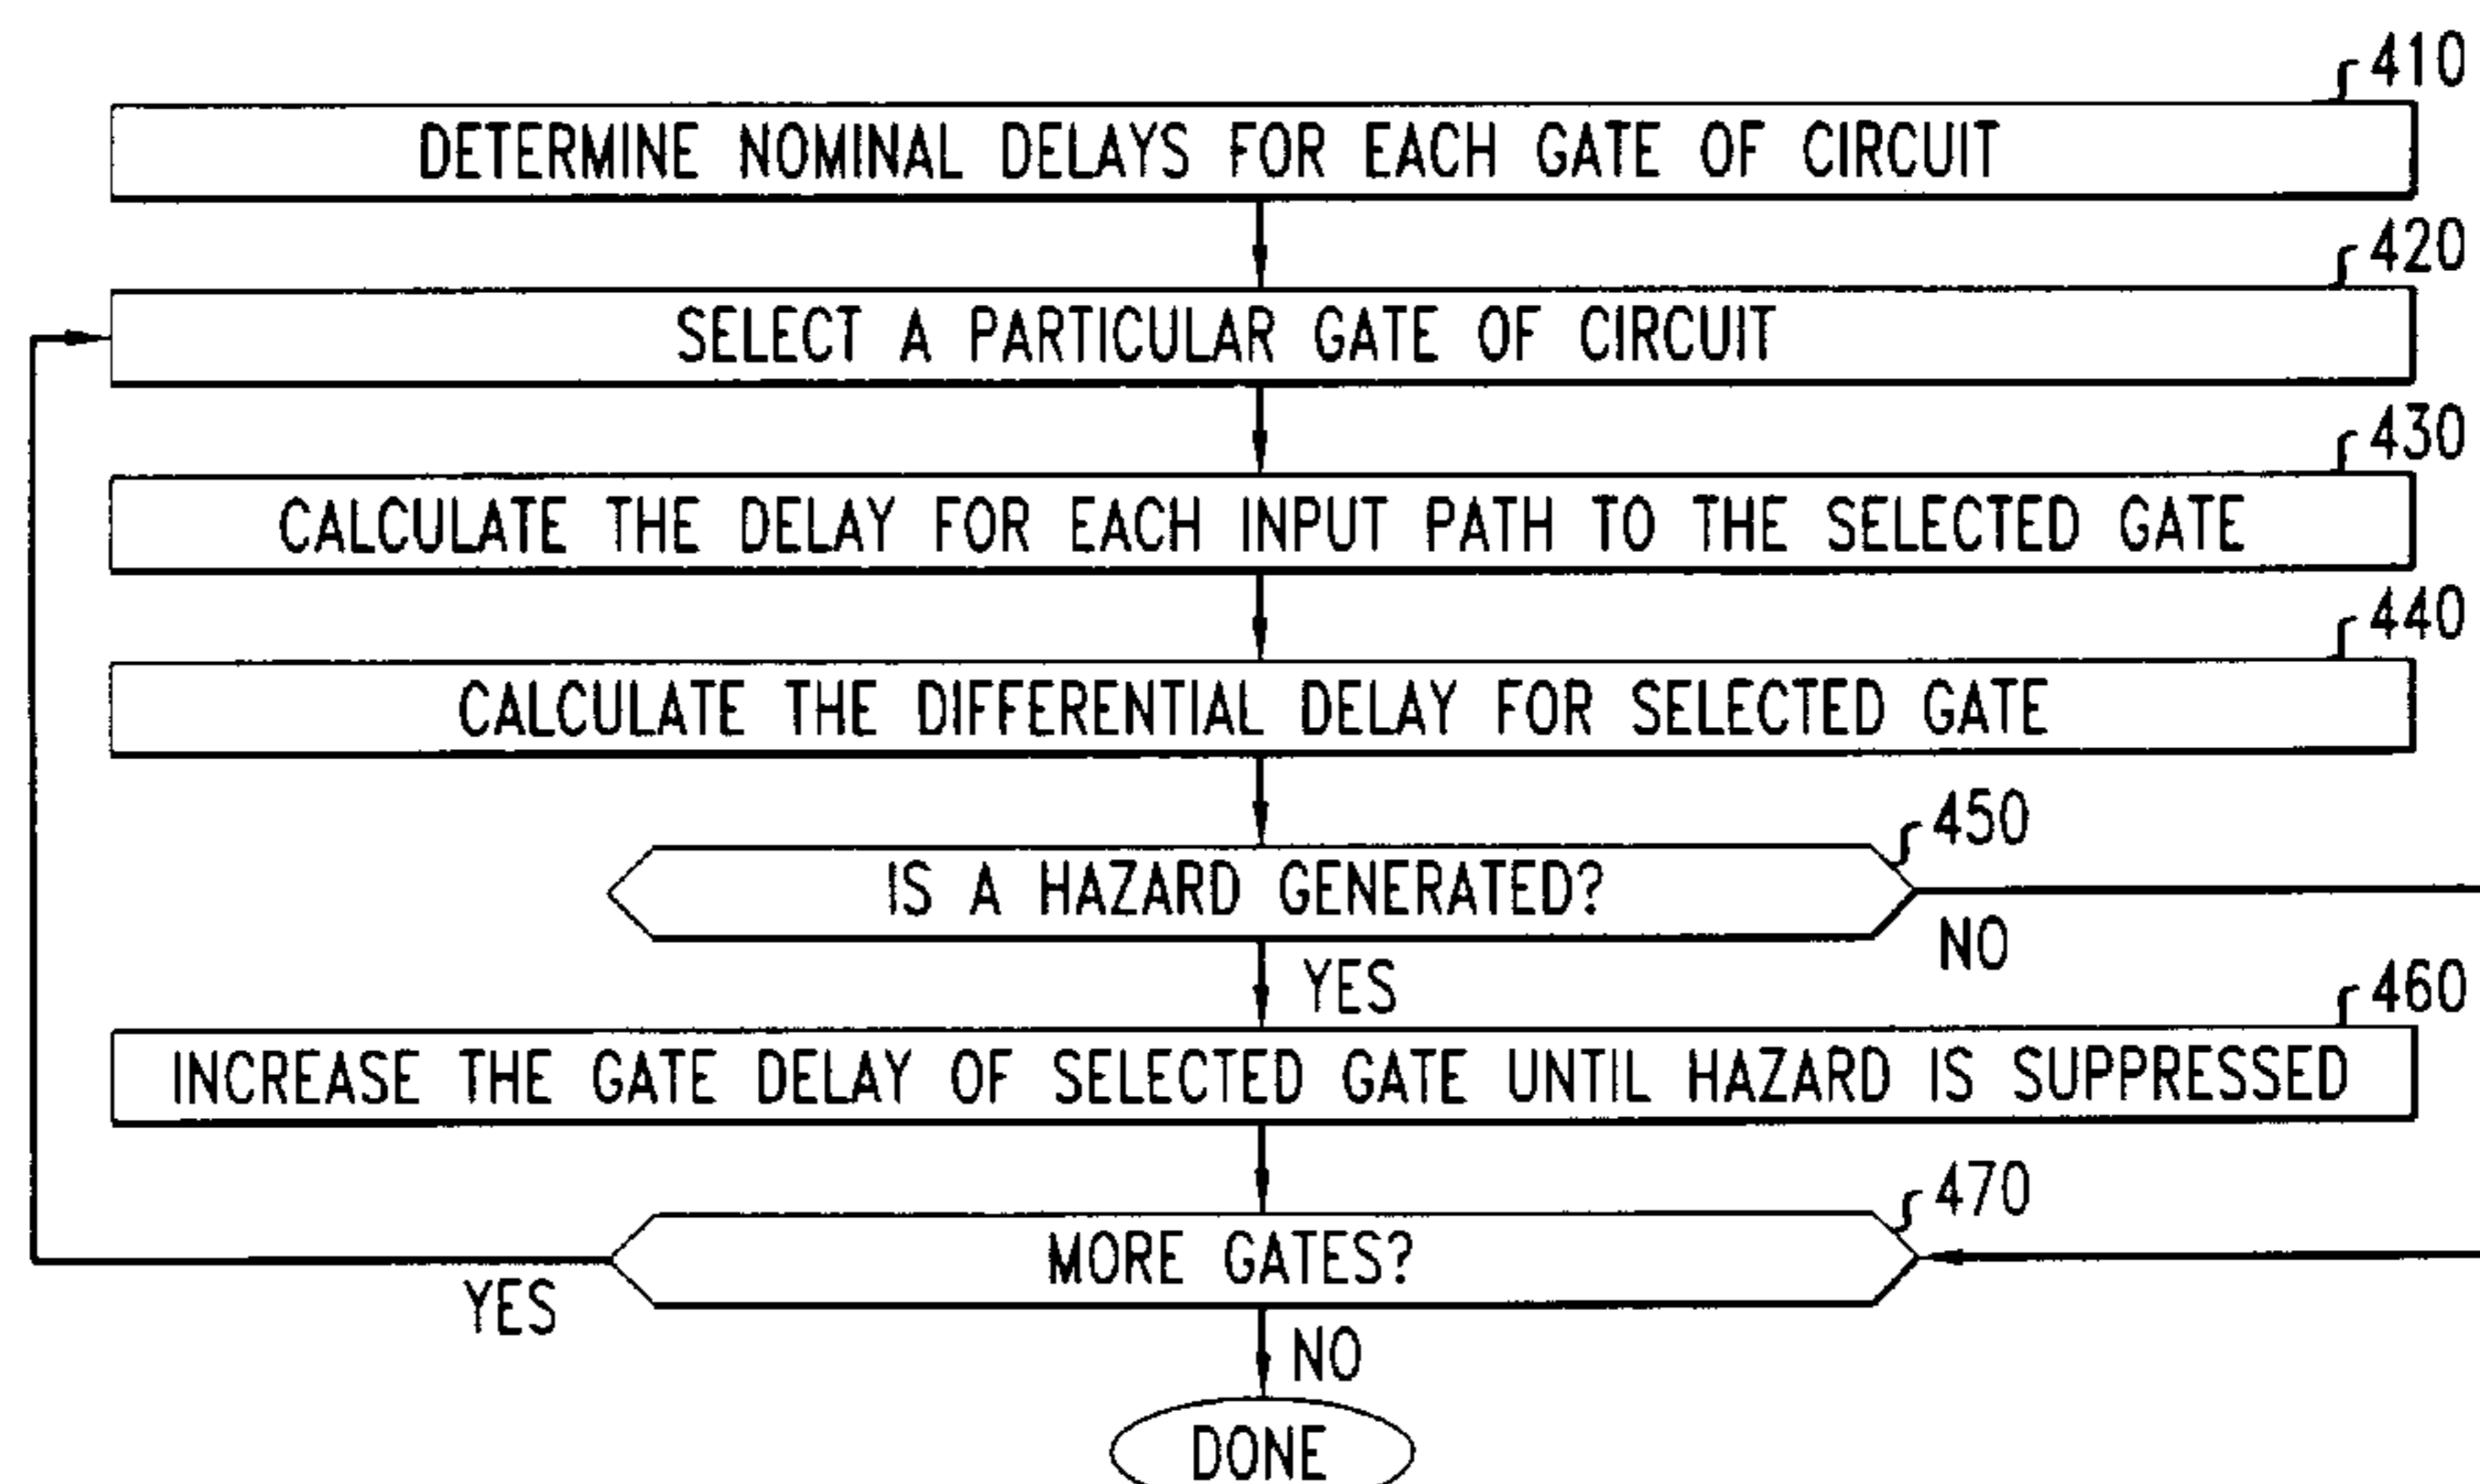 410
DETERMINE NOMINAL DELAYS FOR EACH GATE OF CIRCUIT
420
SELECT A PARTICULAR GATE OF CIRCUIT
430
CALCULATE THE DELAY FOR EACH INPUT PATH TO THE SELECTED GATE
440
CALCULATE THE DIFFERENTIAL DELAY FOR SELECTED GATE
450
IS A HAZARD GENERATED?
NO
YES
460
INCREASE THE GATE DELAY OF SELECTED GATE UNTIL HAZARD IS SUPPRESSED
470
MORE GATES?
YES
NO
DONE